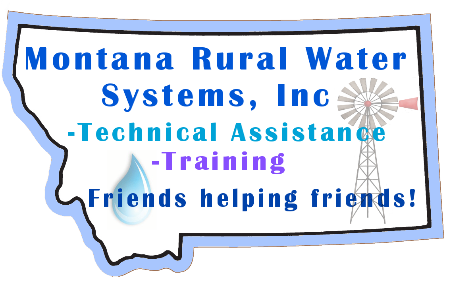 Montana Rural Water
Systems, Inc
-Technical Assistance
-Training
Friends helping friends!